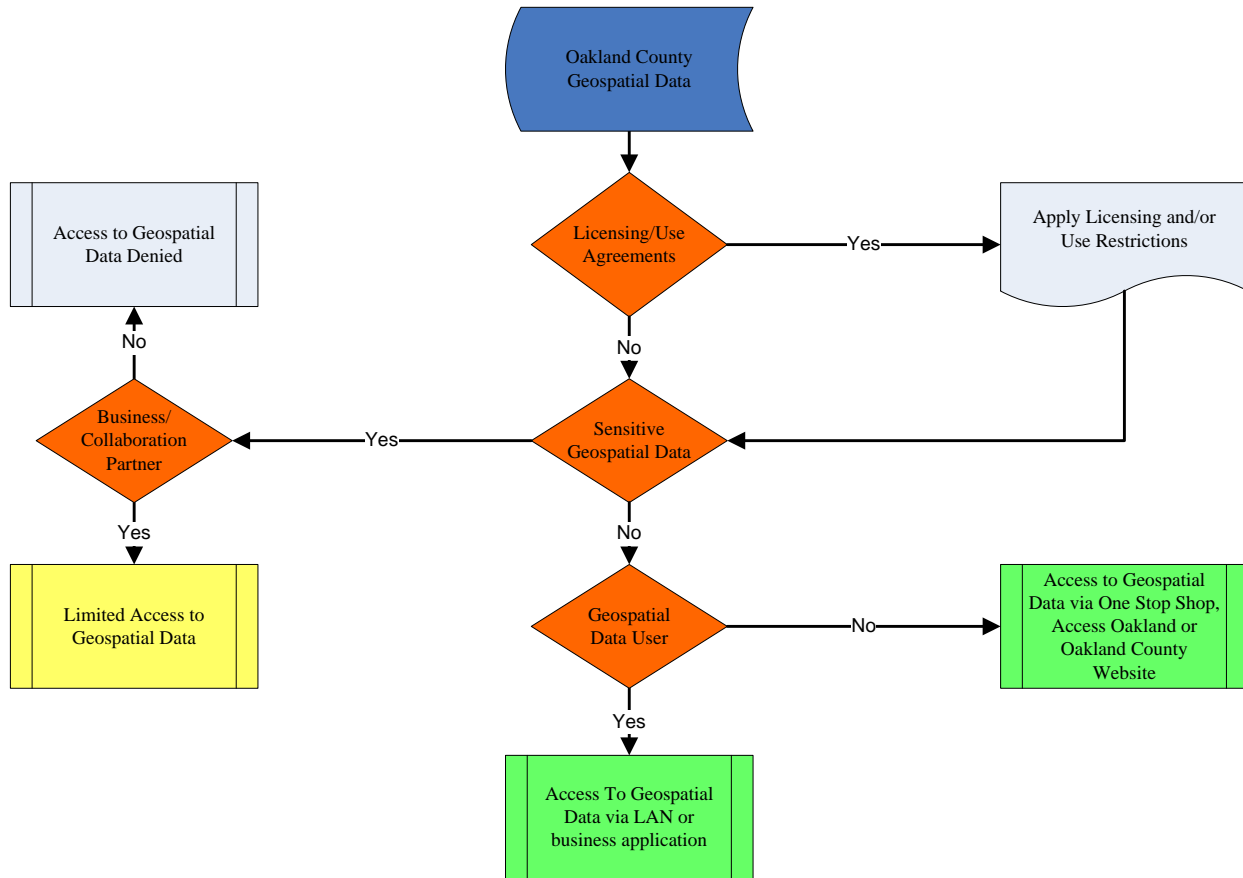 Oakland County
Geospatial Data
Licensing/Use
Agreements
Yes
Apply Licensing and/or
Use Restrictions
Access to Geospatial
Data Denied
No
No
Business/
Collaboration
Partner
Yes
Sensitive
Geospatial Data
Yes
No
Limited Access to
Geospatial Data
Geospatial
Data User
No
Access to Geospatial
Data via One Stop Shop,
Access Oakland or
Oakland County
Website
Yes
Access To Geospatial
Data via LAN or
business application